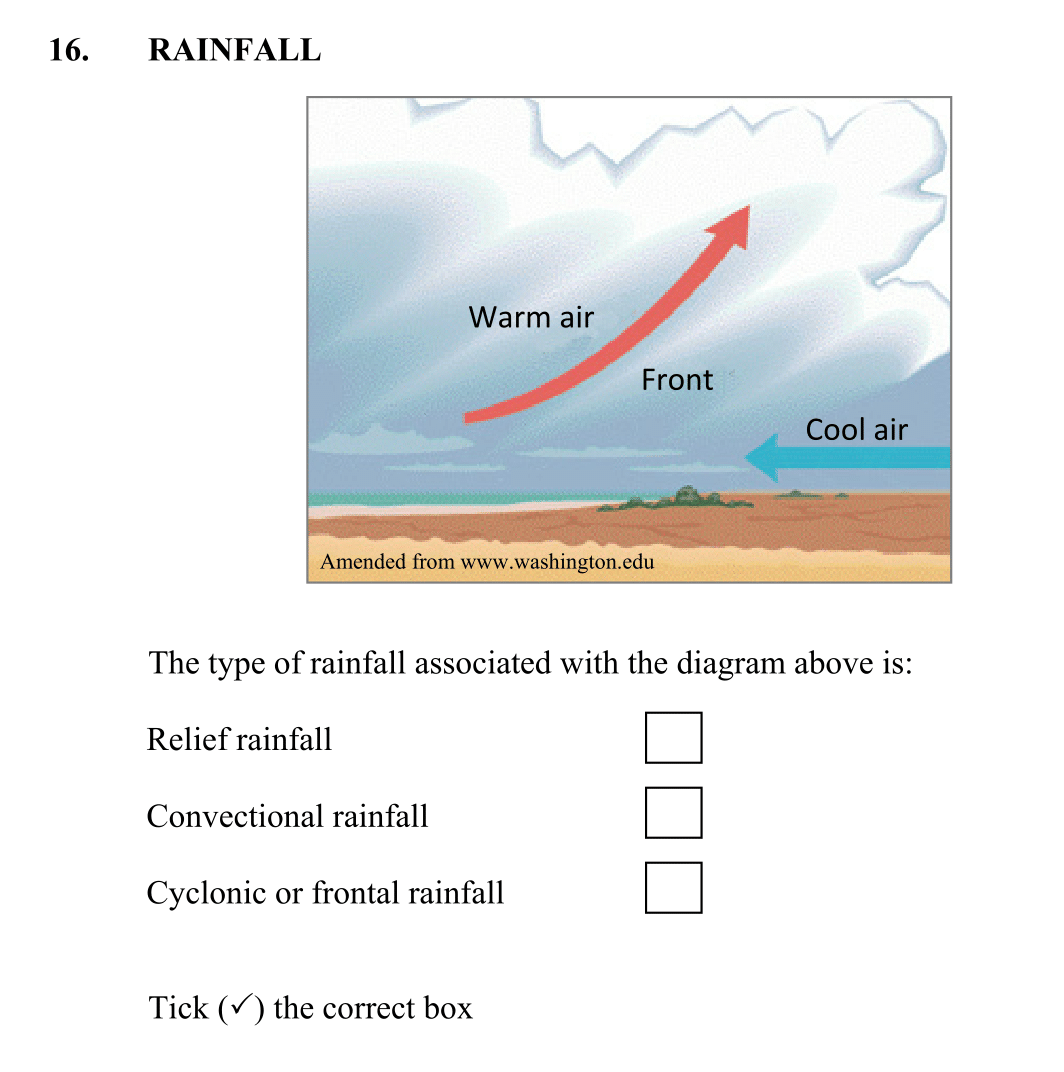 16. RAINFALL
Warm air
Front
Cool air
Amended from www.washington.edu
The type of rainfall associated with the diagram above is:
Relief rainfall
Convectional rainfall
Cyclonic or frontal rainfall
Tick (✓) the correct box